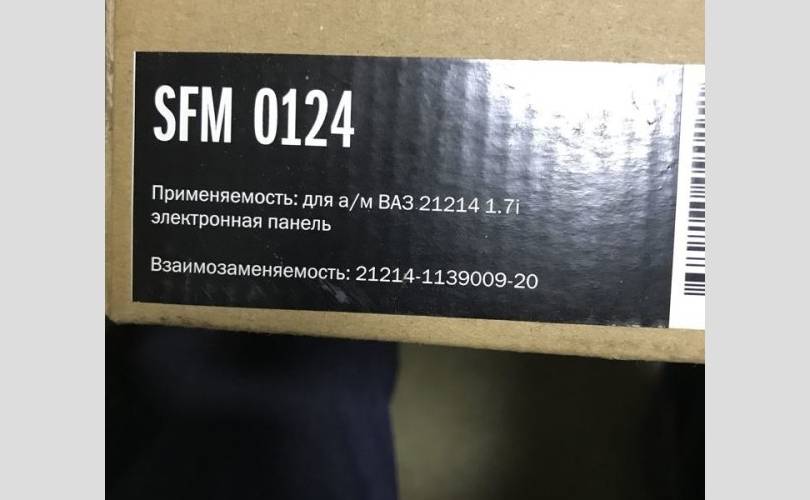 SFM 0124
Применяемость: для а/м ВАЗ 21214 1.7i
электронная панель
Взаимозаменяемость: 21214-1139009-20